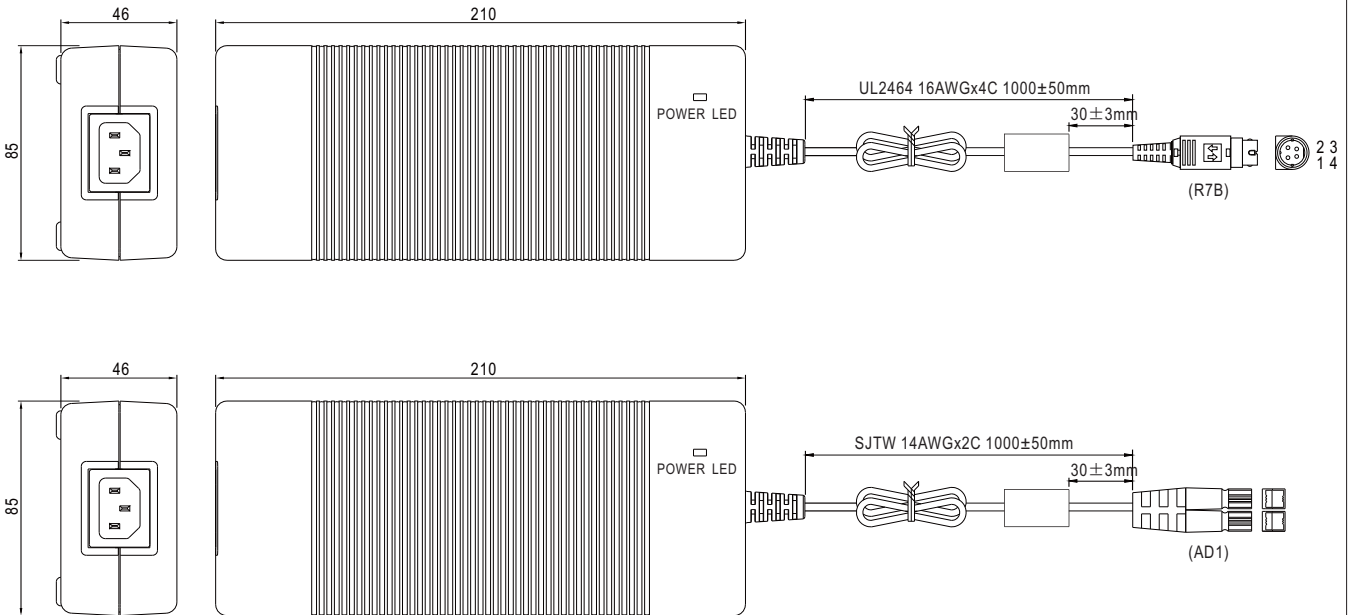 46
210
85
POWER LED
UL2464 16AWGx4C 1000±50mm
30±3mm
2 3
1 4
(R7B)
46
210
85
POWER LED
SJTW 14AWGx2C 1000±50mm
30±3mm
(AD1)